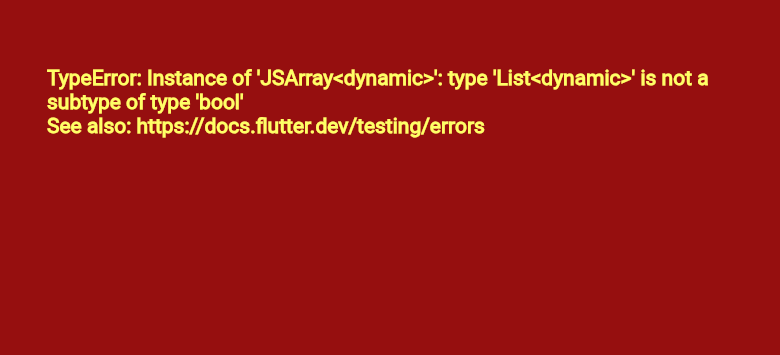 TypeError: Instance of 'JSArray<dynamic>': type 'List<dynamic>' is not a
subtype of type 'bool'
See also: https://docs.flutter.dev/testing/errors